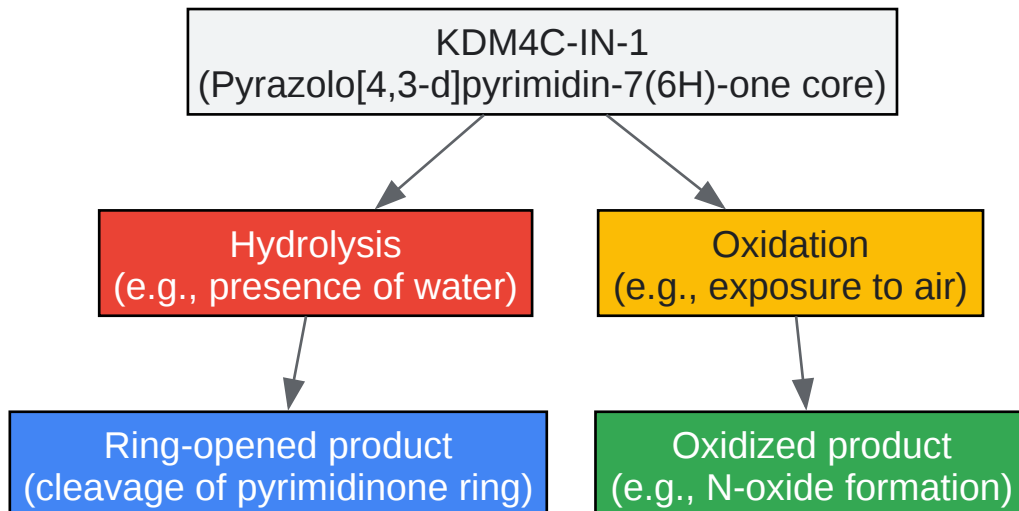 KDM4C-IN-1
(Pyrazolo[4,3-d]pyrimidin-7(6H)-one core)
Hydrolysis
(e.g., presence of water)
Oxidation
(e.g., exposure to air)
Ring-opened product
(cleavage of pyrimidinone ring)
Oxidized product
(e.g., N-oxide formation)